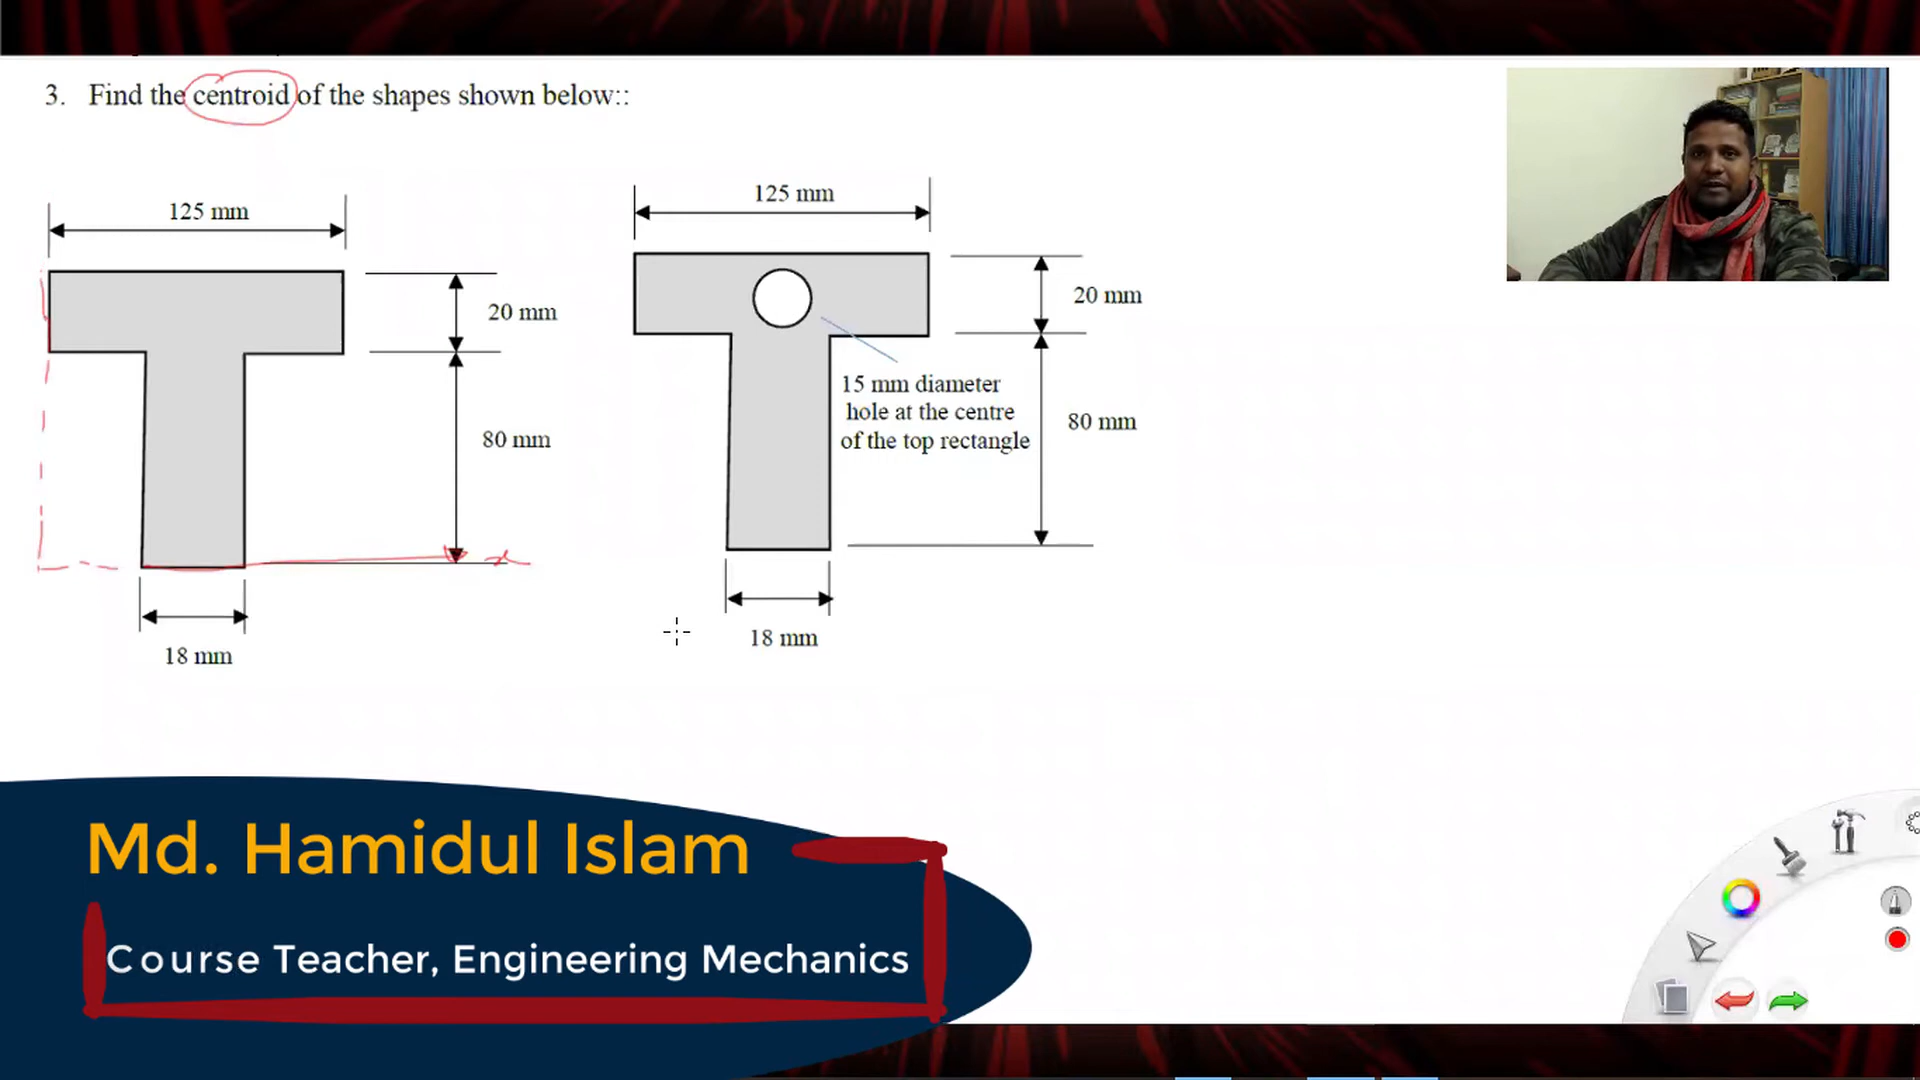 3. Find the centroid of the shapes shown below::
125 mm
20 mm
80 mm
18 mm
x
125 mm
20 mm
15 mm diameter
hole at the centre
of the top rectangle
80 mm
18 mm
Md. Hamidul Islam
Course Teacher, Engineering Mechanics